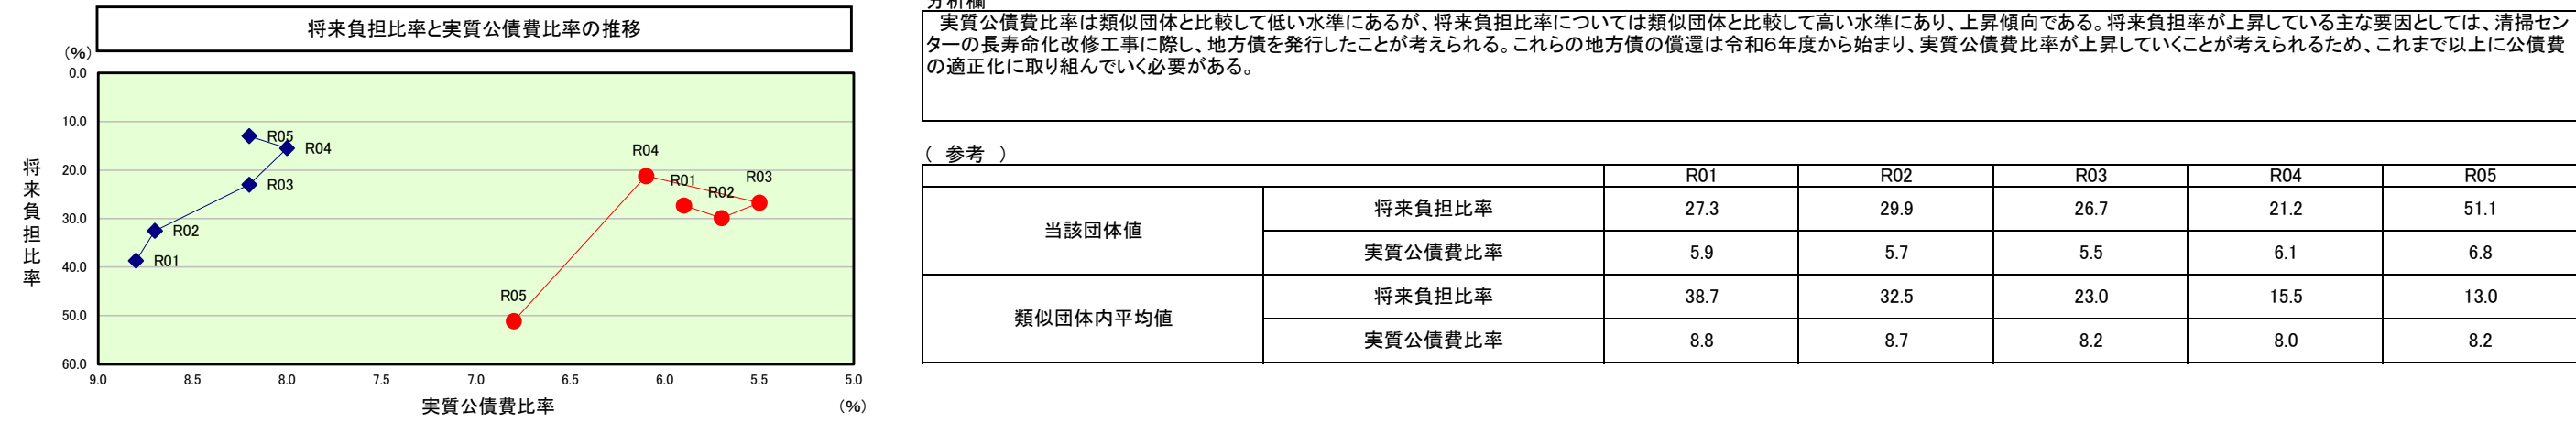 将来負担比率と実質公債費比率の推移
(%)
0.0
10.0
20.0
30.0
40.0
50.0
60.0
将来負担比率
R05
R04
R03
R02
R01
R04
R01
R02
R03
R05
9.0 8.5 8.0 7.5 7.0 6.5 6.0 5.5 5.0
実質公債費比率 (%)
分析欄
実質公債費比率は類似団体と比較して低い水準にあるが、将来負担比率については類似団体と比較して高い水準にあり、上昇傾向である。将来負担率が上昇している主な要因としては、清掃セン
ターの長寿命化改修工事に際し、地方債を発行したことが考えられる。これらの地方債の償還は令和6年度から始まり、実質公債費比率が上昇していくことが考えられるため、これまで以上に公債費
の適正化に取り組んでいく必要がある。
( 参考 )
R01 R02 R03 R04 R05
当該団体値
将来負担比率 27.3 29.9 26.7 21.2 51.1
実質公債費比率 5.9 5.7 5.5 6.1 6.8
類似団体内平均値
将来負担比率 38.7 32.5 23.0 15.5 13.0
実質公債費比率 8.8 8.7 8.2 8.0 8.2